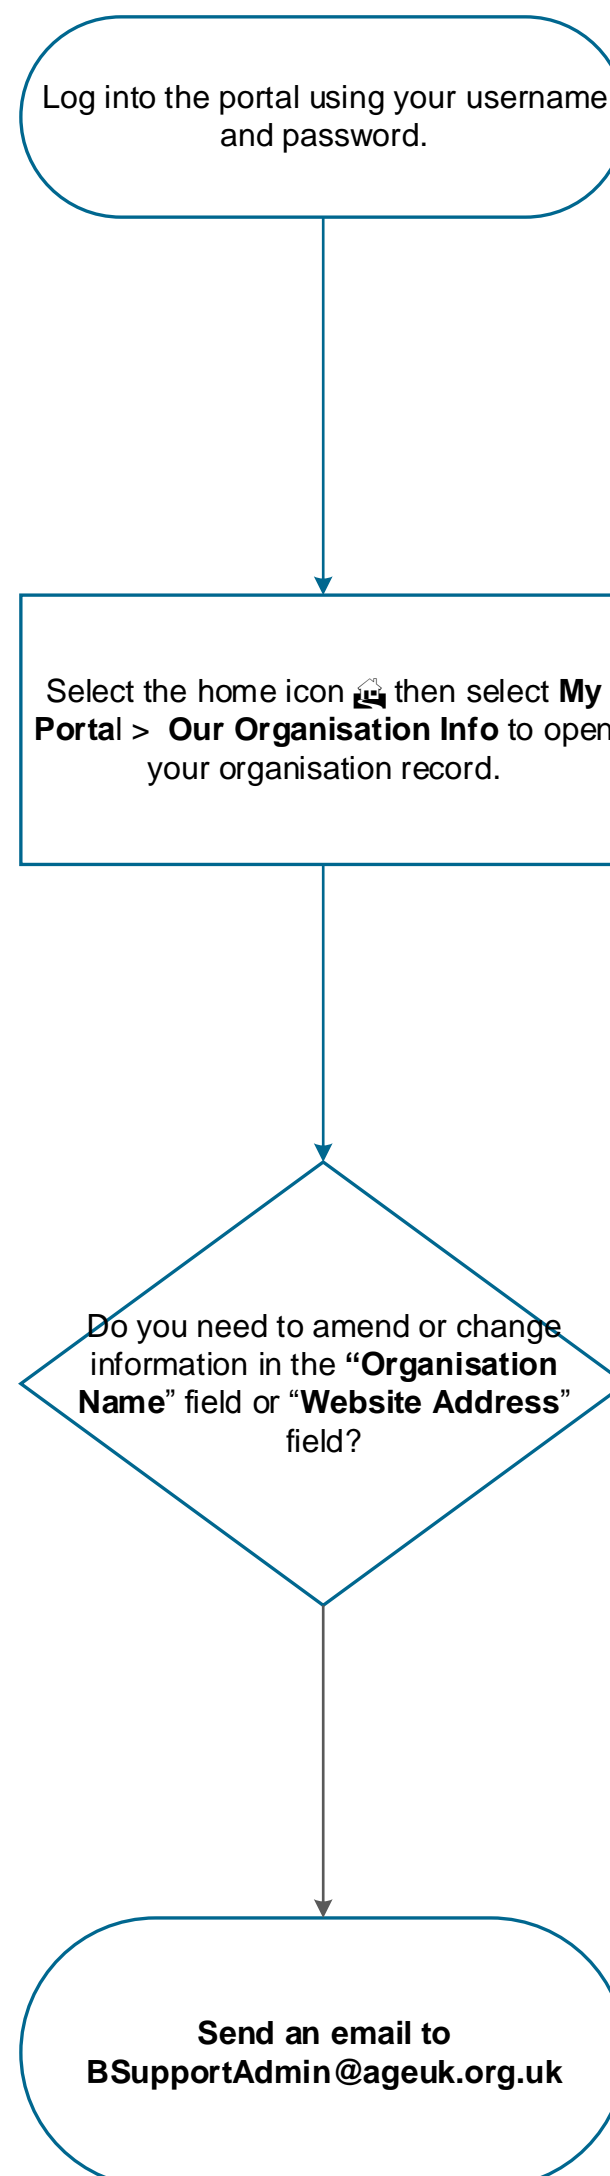 Log into the portal using your username
and password.
Select the home icon then select My
Portal > Our Organisation Info to open
your organisation record.
Do you need to amend or change
information in the “Organisation
Name” field or “Website Address”
field?
Send an email to
BSupportAdmin@ageuk.org.uk